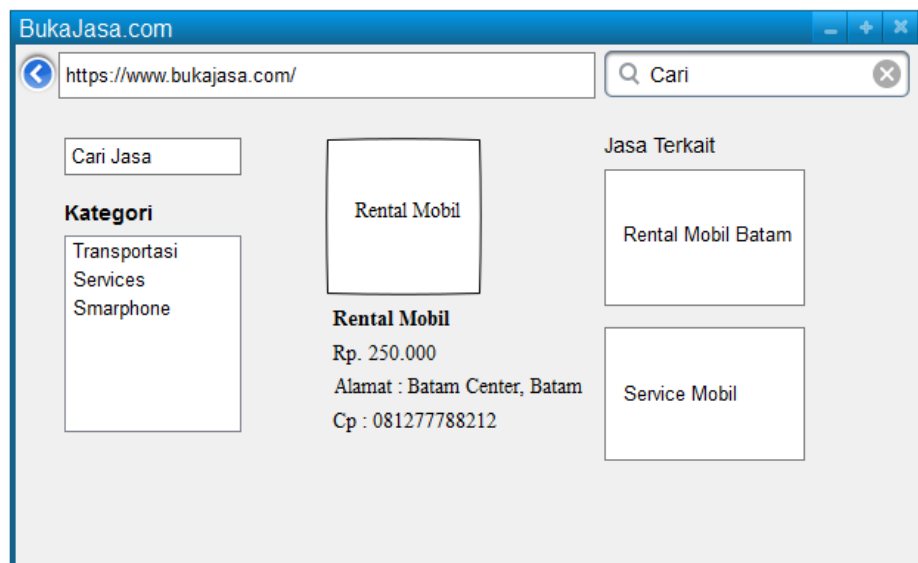 BukaJasa.com
https://www.bukajasa.com/
Cari
Cari Jasa
Kategori
Transportasi
Services
Smarphone
Rental Mobil
Rental Mobil
Rp. 250.000
Alamat : Batam Center, Batam
Cp : 081277788212
Jasa Terkait
Rental Mobil Batam
Service Mobil